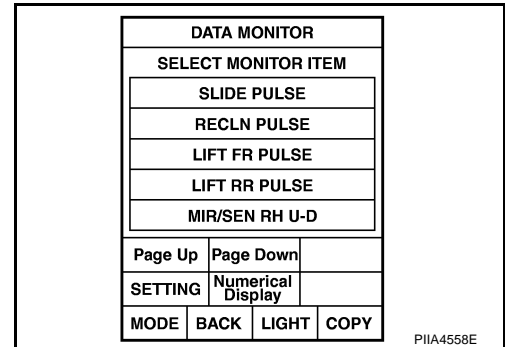 DATA MONITOR
SELECT MONITOR ITEM
SLIDE PULSE
RECLN PULSE
LIFT FR PULSE
LIFT RR PULSE
MIR/SEN RH U-D
Page Up Page Down
SETTING Numerical Display
MODE BACK LIGHT COPY
PIIA4558E